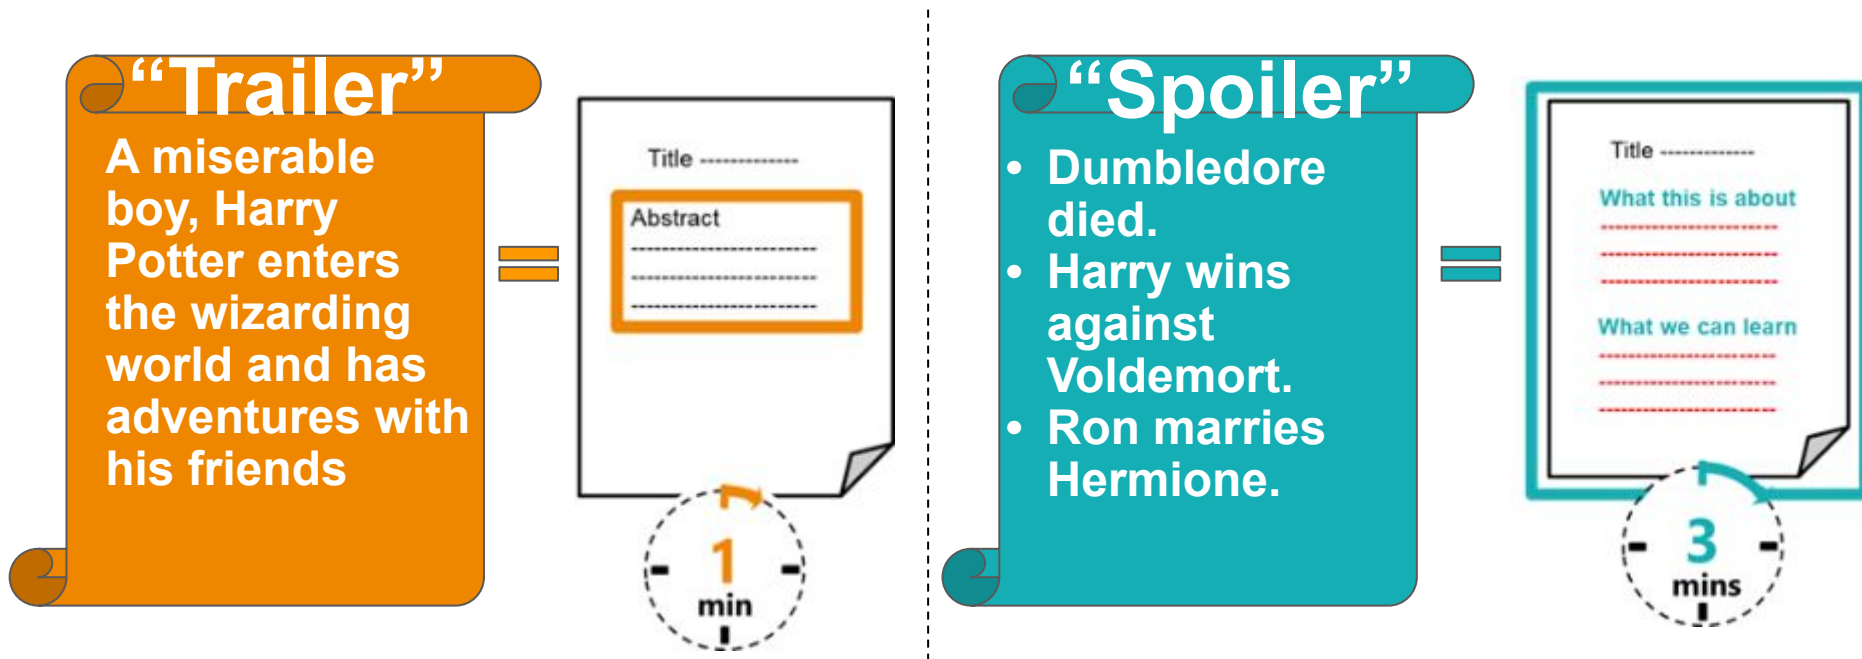 “Trailer”
A miserable
boy, Harry
Potter enters
the wizarding
world and has
adventures with
his friends
Title -------------
Abstract
1
min
“Spoiler”
• Dumbledore
died.
• Harry wins
against
Voldemort.
• Ron marries
Hermione.
Title -------------
What this is about
What we can learn
3
mins